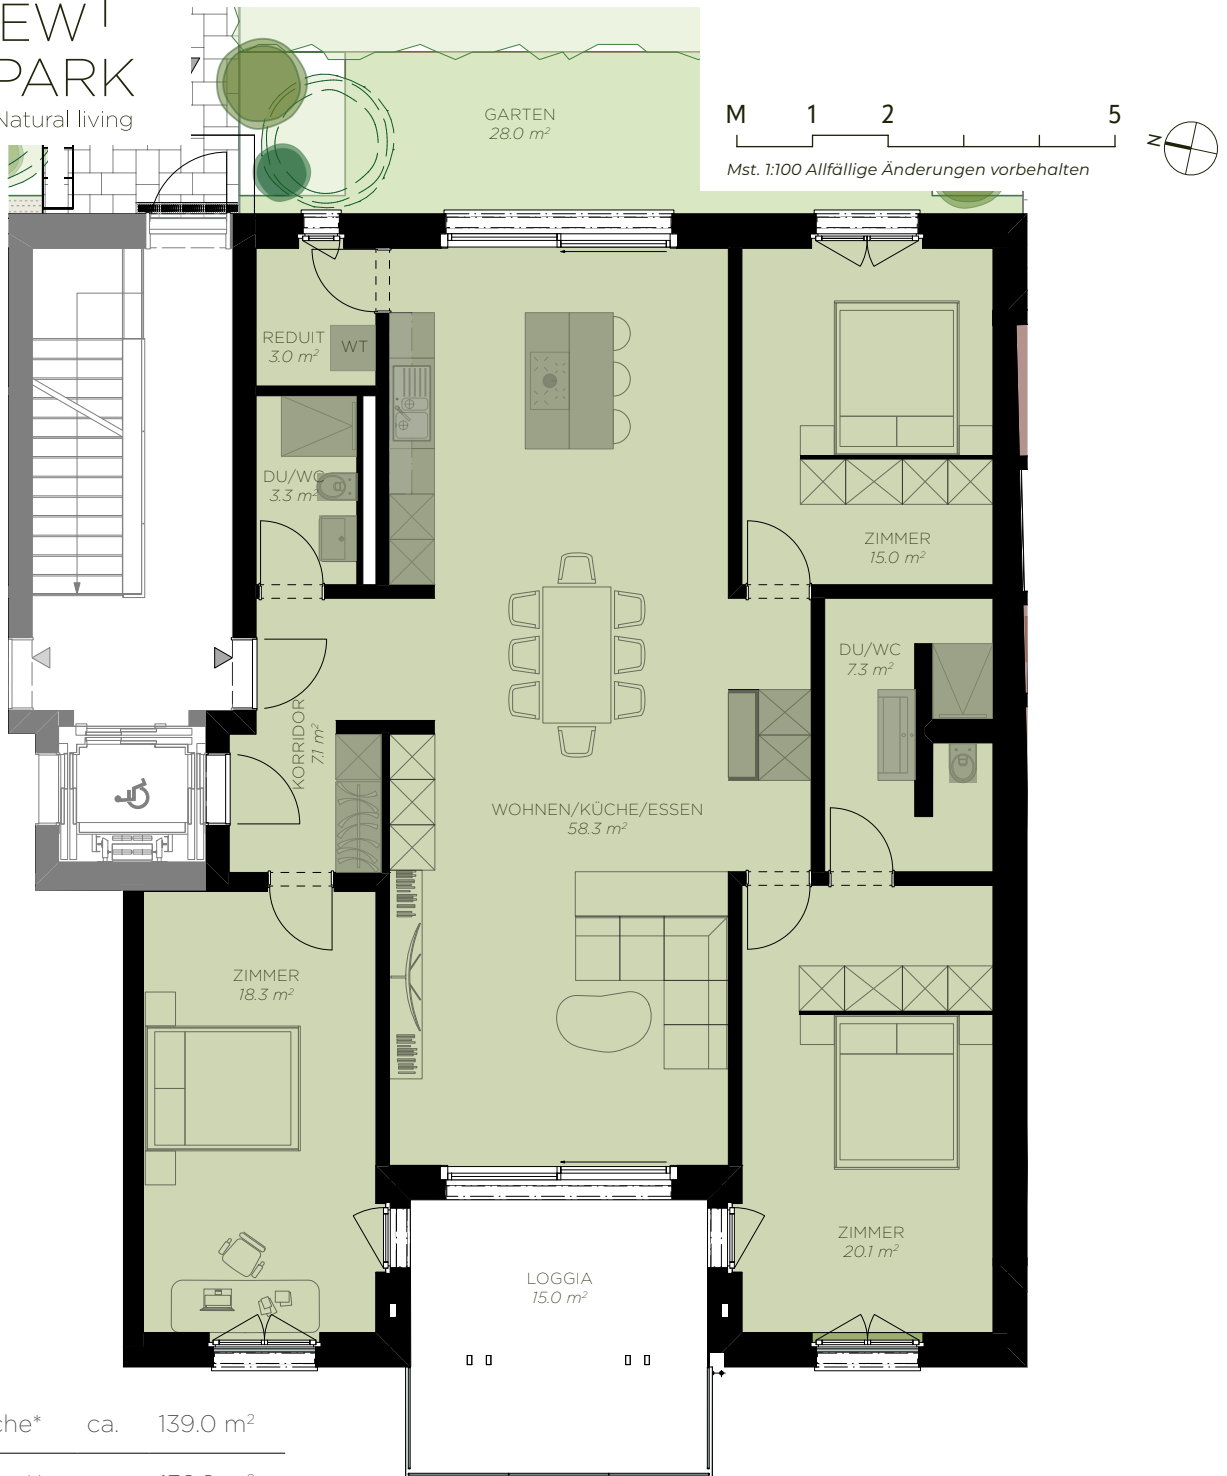 PARK
Natural living
GARTEN
28.0 m²
M 1 2 5
Mst. 1:100 Allfällige Änderungen vorbehalten
N
REDUIT
3.0 m²
WT
DU/WC
3.3 m²
ZIMMER
15.0 m²
DU/WC
7.3 m²
KORRIDOR
7.1 m²
WOHNEN/KÜCHE/ESSEN
58.3 m²
ZIMMER
18.3 m²
ZIMMER
20.1 m²
LOGGIA
15.0 m²
che* ca. 139.0 m²